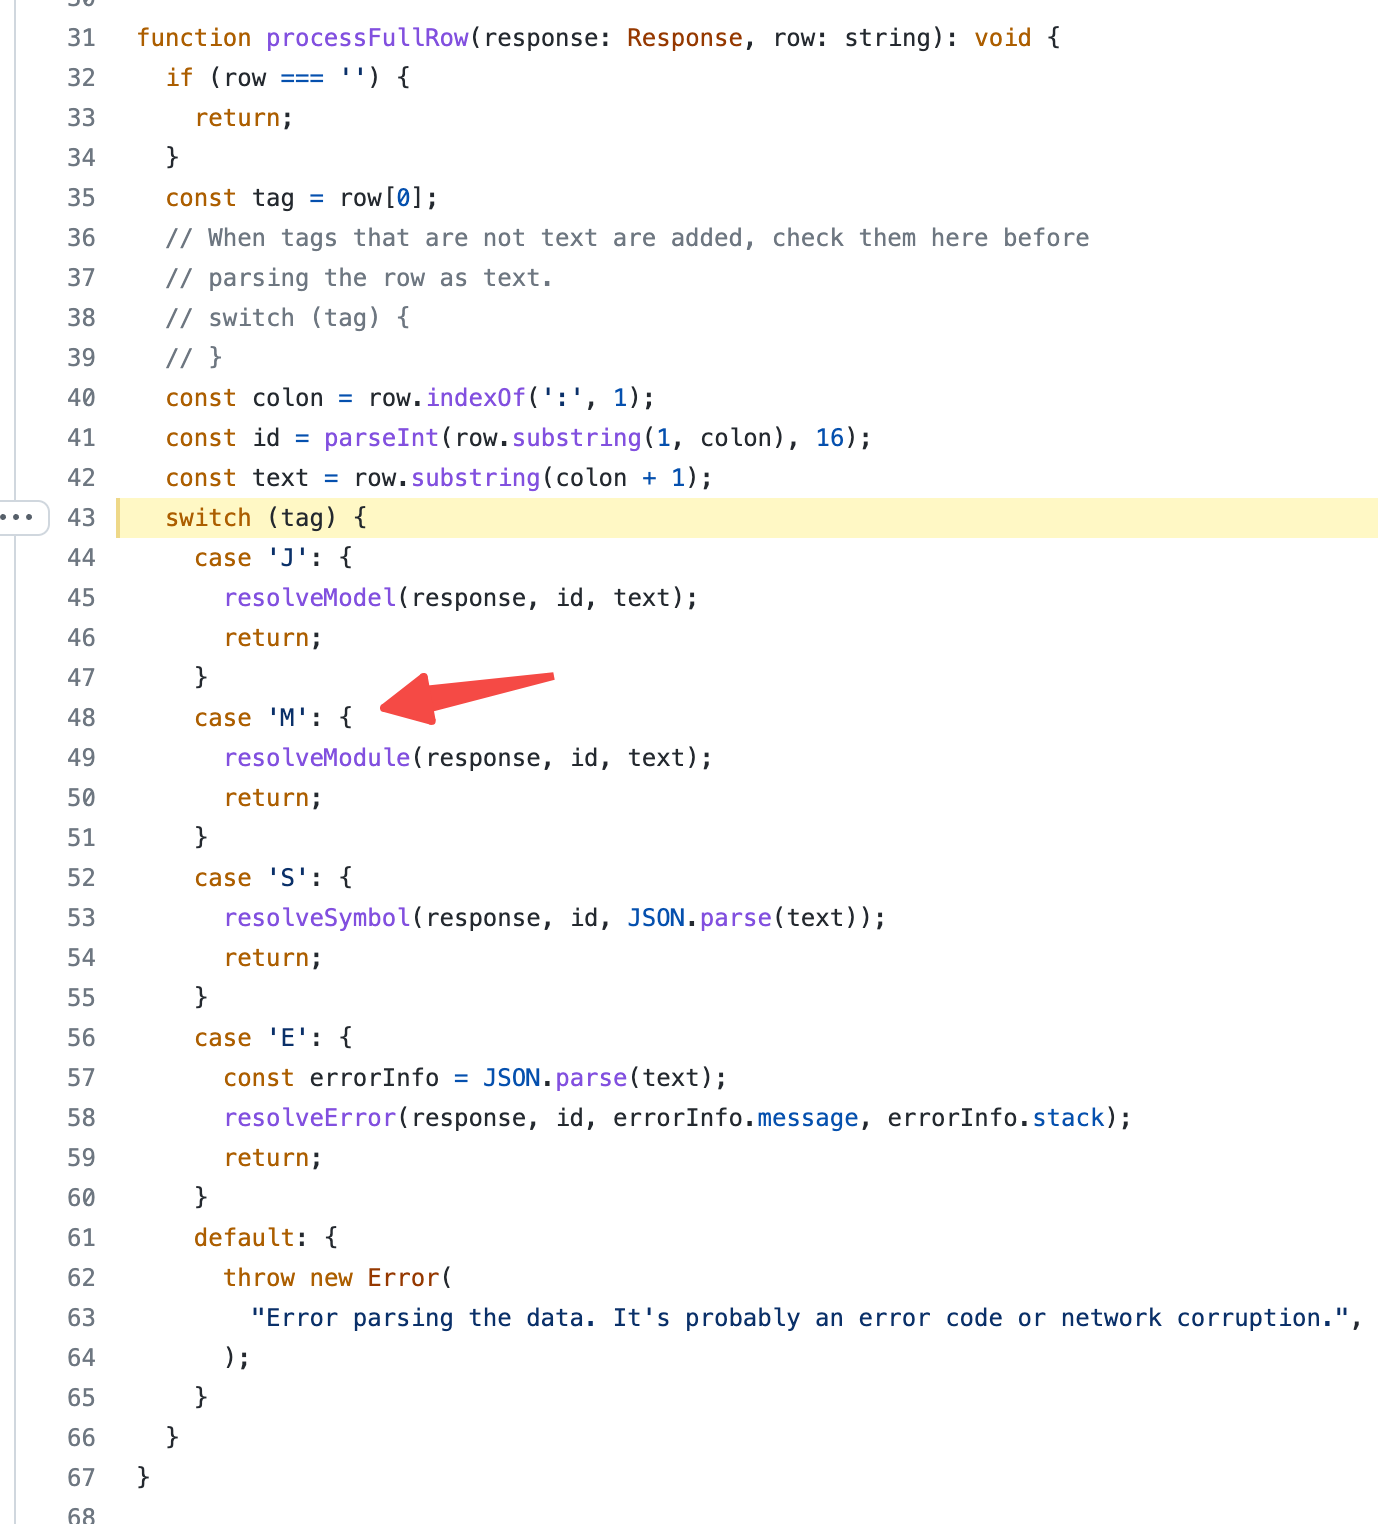 31 function processFullRow(response: Response, row: string): void {
32   if (row === '') {
33     return;
34   }
35   const tag = row[0];
36   // When tags that are not text are added, check them here before
37   // parsing the row as text.
38   // switch (tag) {
39   // }
40   const colon = row.indexOf(':', 1);
41   const id = parseInt(row.substring(1, colon), 16);
42   const text = row.substring(colon + 1);
... 43   switch (tag) {
44     case 'J': {
45       resolveModel(response, id, text);
46       return;
47     }
48     case 'M': {
49       resolveModule(response, id, text);
50       return;
51     }
52     case 'S': {
53       resolveSymbol(response, id, JSON.parse(text));
54       return;
55     }
56     case 'E': {
57       const errorInfo = JSON.parse(text);
58       resolveError(response, id, errorInfo.message, errorInfo.stack);
59       return;
60     }
61     default: {
62       throw new Error(
63         "Error parsing the data. It's probably an error code or network corruption.",
64       );
65     }
66   }
67 }
68